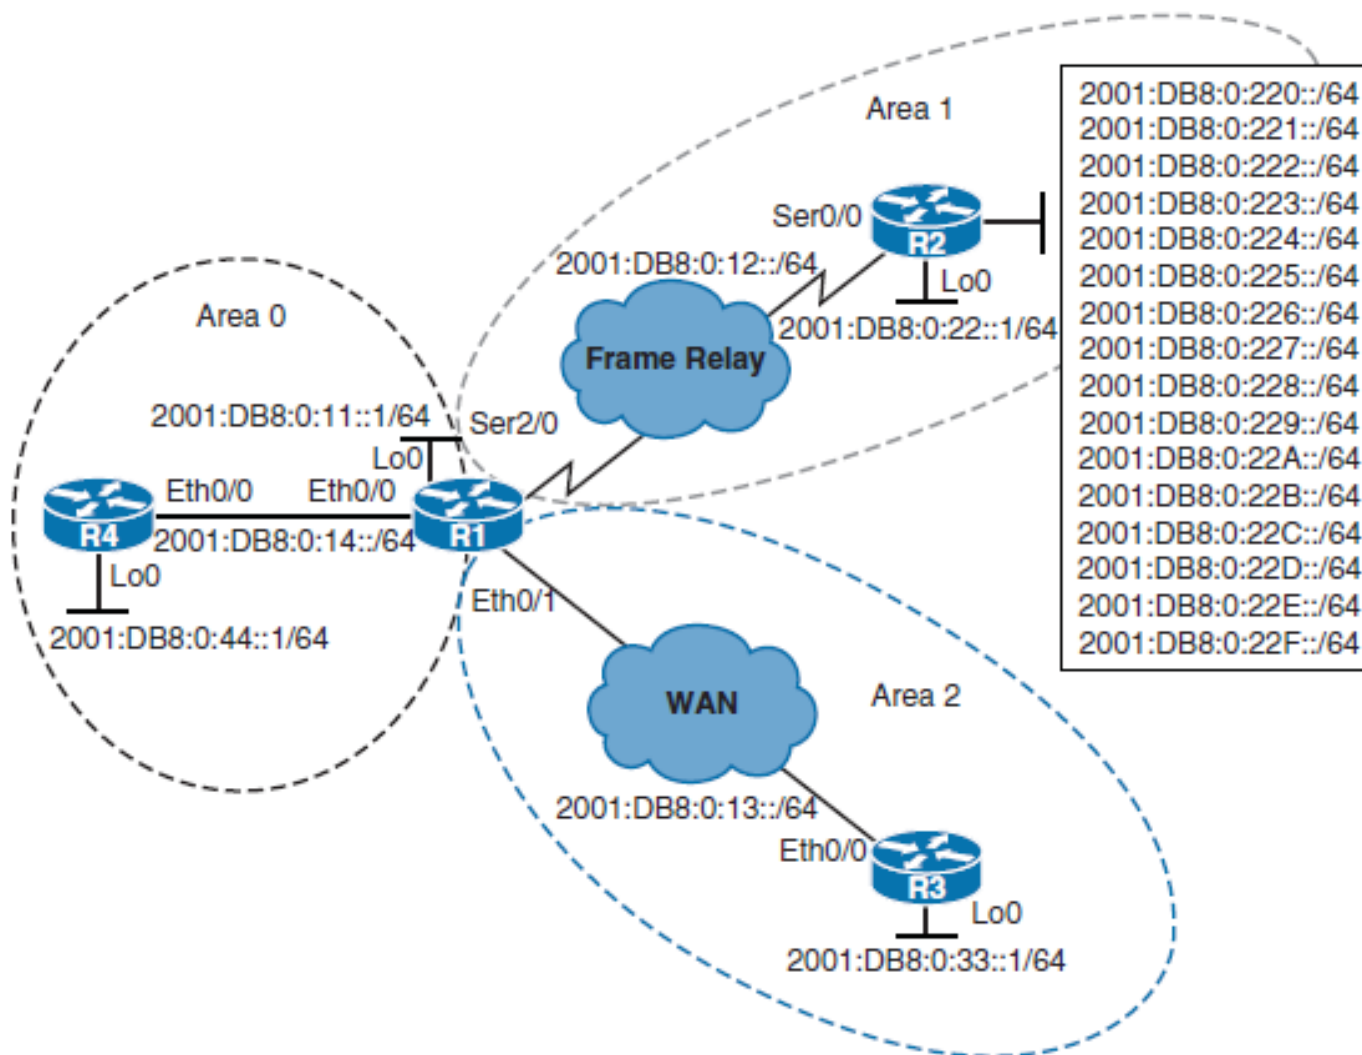 Area 1
2001:DB8:0:220::/64
2001:DB8:0:221::/64
2001:DB8:0:222::/64
2001:DB8:0:223::/64
2001:DB8:0:224::/64
2001:DB8:0:225::/64
2001:DB8:0:226::/64
2001:DB8:0:227::/64
2001:DB8:0:228::/64
2001:DB8:0:229::/64
2001:DB8:0:22A::/64
2001:DB8:0:22B::/64
2001:DB8:0:22C::/64
2001:DB8:0:22D::/64
2001:DB8:0:22E::/64
2001:DB8:0:22F::/64
Ser0/0
R2
2001:DB8:0:12::/64
Lo0
2001:DB8:0:22::1/64
Frame Relay
Area 0
2001:DB8:0:11::1/64
Ser2/0
Lo0
Eth0/0
Eth0/0
R4
2001:DB8:0:14::/64
R1
Lo0
2001:DB8:0:44::1/64
Eth0/1
WAN
Area 2
2001:DB8:0:13::/64
Eth0/0
R3
Lo0
2001:DB8:0:33::1/64